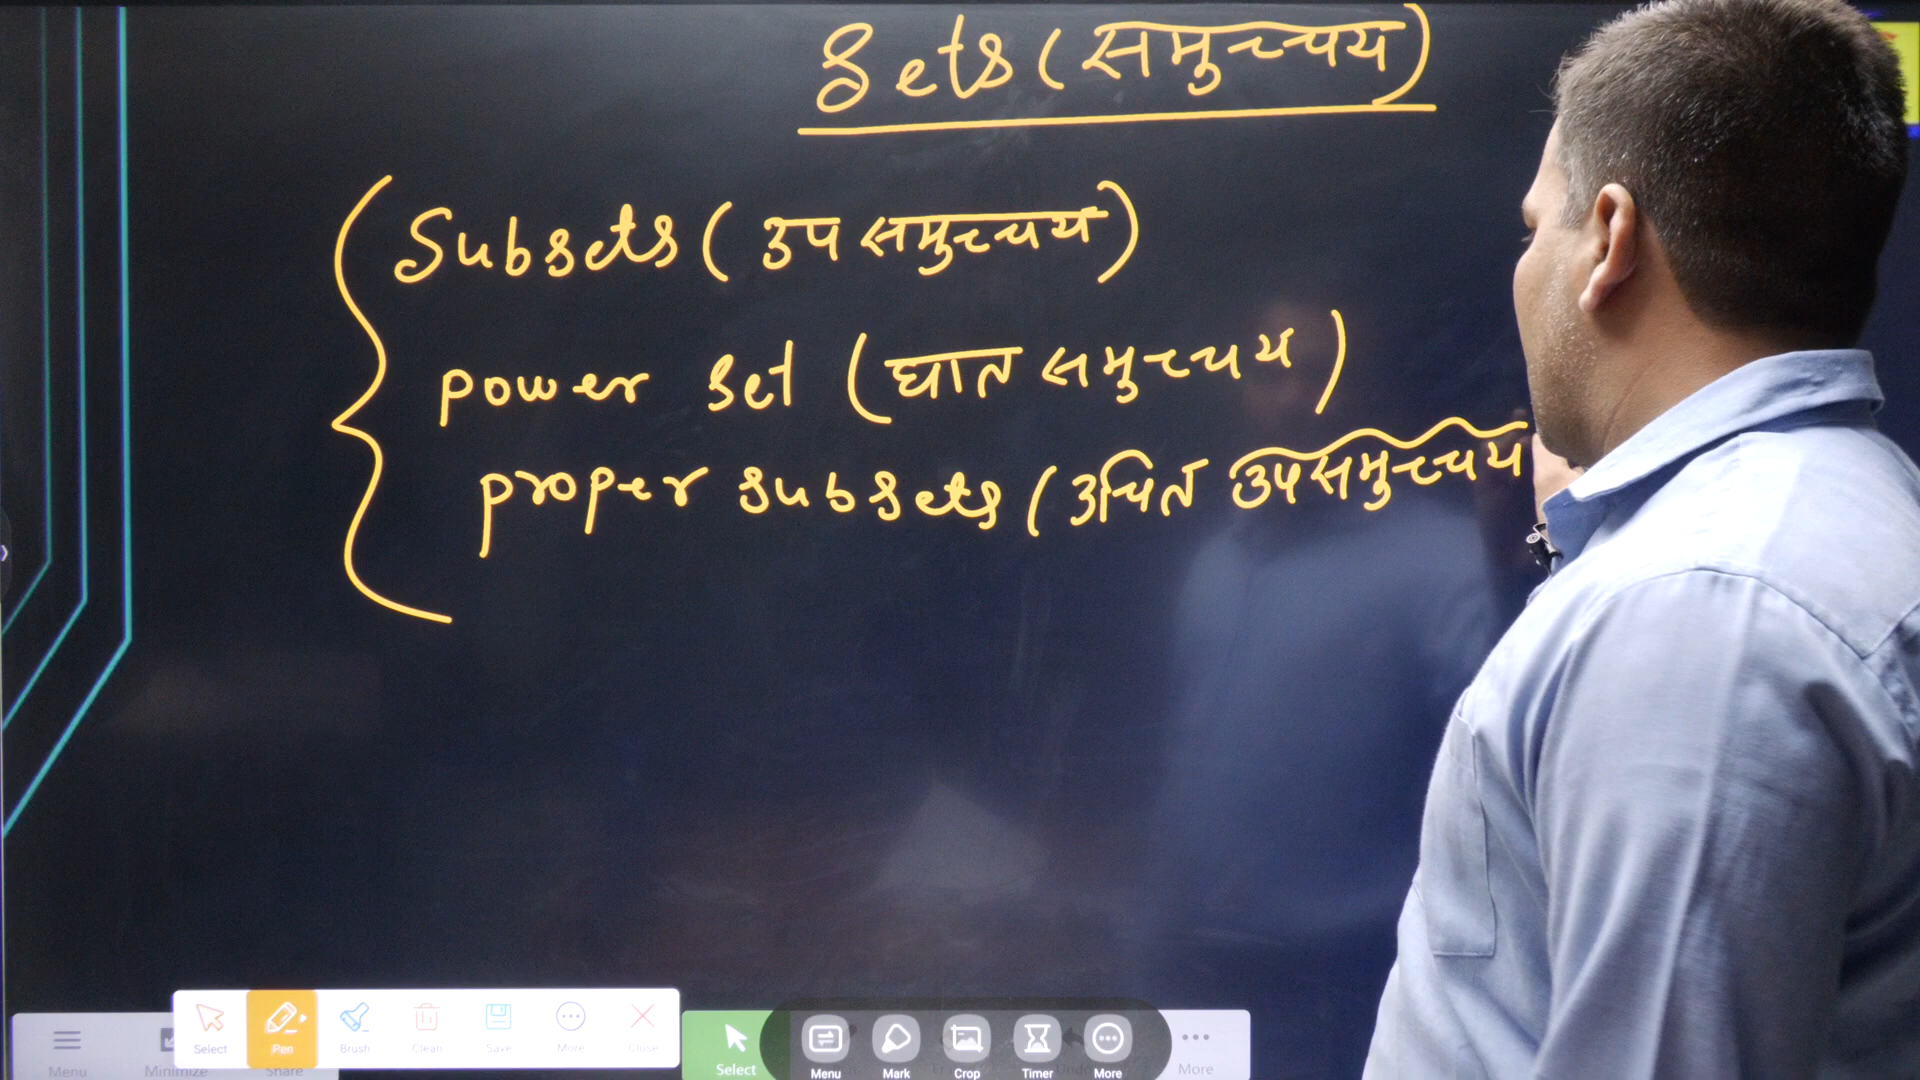 Sets (समुच्चय)
Subsets (उप समुच्चय)
power set (घात समुच्चय)
proper subsets (उचित उपसमुच्चय
Select Pen Brush Clean Save More Close
Menu Minimize Share Select Menu Mark Crop Timer More More